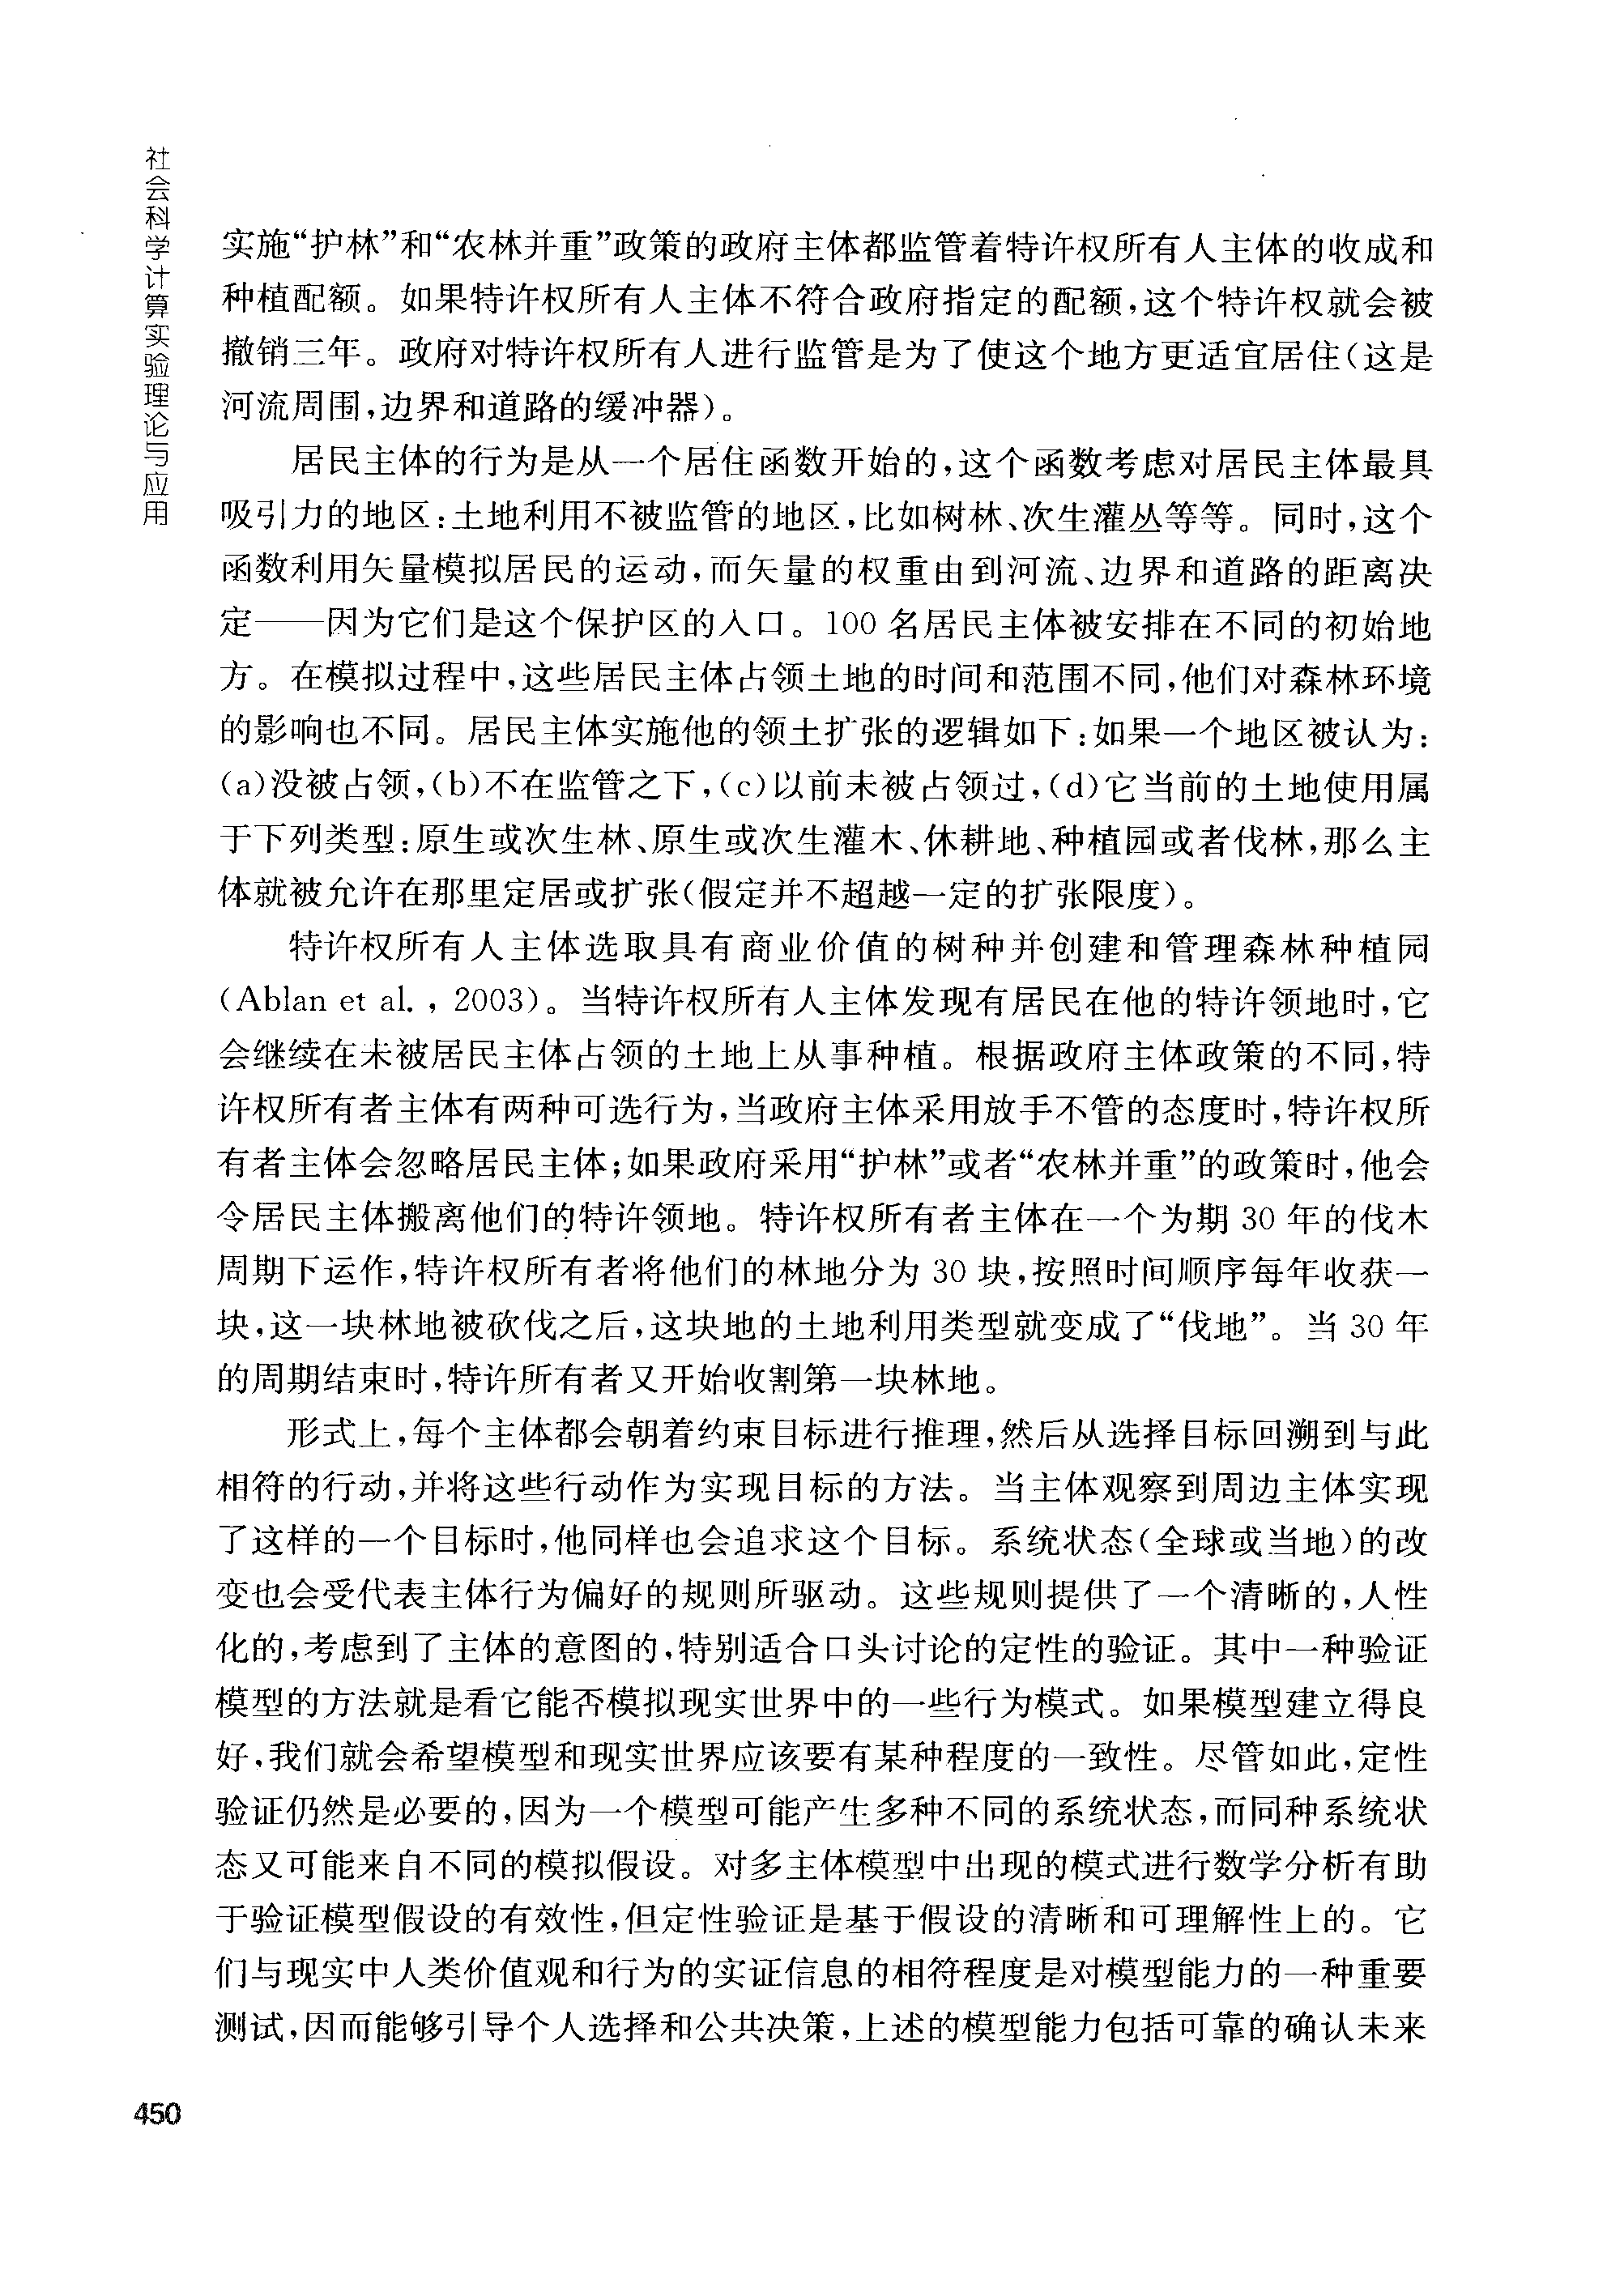 社会科学计算实验理论与应用
实施“护林”和“农林并重”政策的政府主体都监管着特许权所有人主体的收成和
种植配额。如果特许权所有人主体不符合政府指定的配额,这个特许权就会被
撤销三年。政府对特许权所有人进行监管是为了使这个地方更适宜居住(这是
河流周围,边界和道路的缓冲器)。
居民主体的行为是从一个居住函数开始的,这个函数考虑对居民主体最具
吸引力的地区:土地利用不被监管的地区,比如树林、次生灌丛等等。同时,这个
函数利用矢量模拟居民的运动,而矢量的权重由到河流、边界和道路的距离决
定——因为它们是这个保护区的入口。100 名居民主体被安排在不同的初始地
方。在模拟过程中,这些居民主体占领土地的时间和范围不同,他们对森林环境
的影响也不同。居民主体实施他的领土扩张的逻辑如下:如果一个地区被认为:
(a)没被占领,(b)不在监管之下,(c)以前未被占领过,(d)它当前的土地使用属
于下列类型:原生或次生林、原生或次生灌木、休耕地、种植园或者伐林,那么主
体就被允许在那里定居或扩张(假定并不超越一定的扩张限度)。
特许权所有人主体选取具有商业价值的树种并创建和管理森林种植园
(Ablan et al. , 2003)。当特许权所有人主体发现有居民在他的特许领地时,它
会继续在未被居民主体占领的土地上从事种植。根据政府主体政策的不同,特
许权所有者主体有两种可选行为,当政府主体采用放手不管的态度时,特许权所
有者主体会忽略居民主体;如果政府采用“护林”或者“农林并重”的政策时,他会
令居民主体搬离他们的特许领地。特许权所有者主体在一个为期 30 年的伐木
周期下运作,特许权所有者将他们的林地分为 30 块,按照时间顺序每年收获一
块,这一块林地被砍伐之后,这块地的土地利用类型就变成了“伐地”。当 30 年
的周期结束时,特许所有者又开始收割第一块林地。
形式上,每个主体都会朝着约束目标进行推理,然后从选择目标回溯到与此
相符的行动,并将这些行动作为实现目标的方法。当主体观察到周边主体实现
了这样的一个目标时,他同样也会追求这个目标。系统状态(全球或当地)的改
变也会受代表主体行为偏好的规则所驱动。这些规则提供了一个清晰的,人性
化的,考虑到了主体的意图的,特别适合口头讨论的定性的验证。其中一种验证
模型的方法就是看它能否模拟现实世界中的一些行为模式。如果模型建立得良
好,我们就会希望模型和现实世界应该要有某种程度的一致性。尽管如此,定性
验证仍然是必要的,因为一个模型可能产生多种不同的系统状态,而同种系统状
态又可能来自不同的模拟假设。对多主体模型中出现的模式进行数学分析有助
于验证模型假设的有效性,但定性验证是基于假设的清晰和可理解性上的。它
们与现实中人类价值观和行为的实证信息的相符程度是对模型能力的一种重要
测试,因而能够引导个人选择和公共决策,上述的模型能力包括可靠的确认未来
450